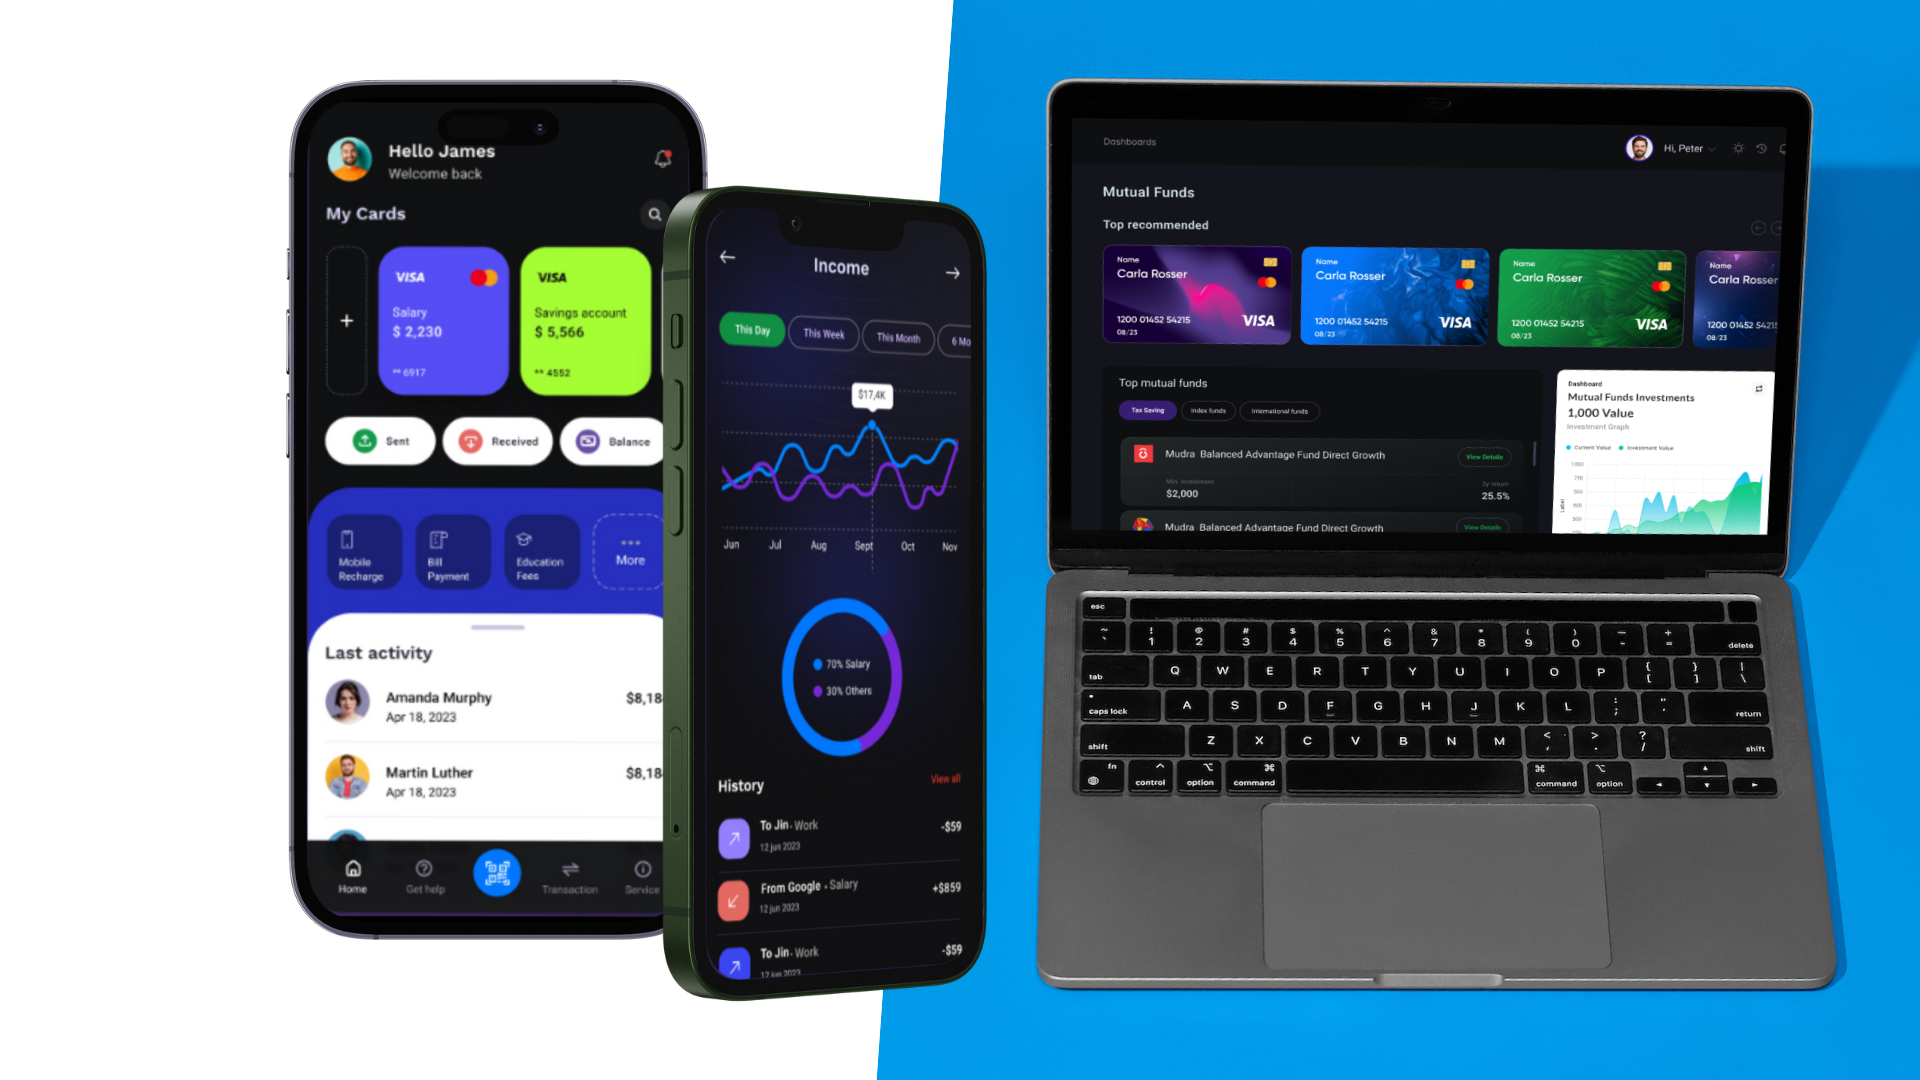 Hello James
Welcome back
My Cards
+
VISA
Salary
$ 2,230
** 6917
VISA
Savings account
$ 5,566
** 4552
Sent
Received
Balance
Mobile
Recharge
Bill
Payment
Education
Fees
More
Last activity
Amanda Murphy
$8,18
Apr 18, 2023
Martin Luther
$8,18
Apr 18, 2023
Home
Get help
Transaction
Service
Income
This Day
This Week
This Month
6 Mo
$17,4K
Jun Jul Aug Sept Oct Nov
70% Salary
30% Others
History
View all
To Jin - Work
-$59
12 jun 2023
From Google - Salary
+$859
12 jun 2023
To Jin - Work
-$59
12 jun 2023
Dashboards
Hi, Peter
Mutual Funds
Top recommended
Name
Carla Rosser
1200 01452 54215
08/23
VISA
Name
Carla Rosser
1200 01452 54215
08/23
VISA
Name
Carla Rosser
1200 01452 54215
08/23
VISA
Name
Carla Rosser
1200 01452 5421
08/23
Top mutual funds
Tax Saving
Index funds
International funds
Mudra Balanced Advantage Fund Direct Growth
View Details
Min. investment
$2,000
2y return
25.5%
Mudra Balanced Advantage Fund Direct Growth
View Details
Dashboard
Mutual Funds Investments
1,000 Value
Investment Graph
Current Value
Investment Value
Label
esc
~ ! @ # $ % ^ & * ( ) _ +
` 1 2 3 4 5 6 7 8 9 0 - = delete
tab Q W E R T Y U I O P { [ } ] | \
caps lock A S D F G H J K L : ; " ' return
shift Z X C V B N M < , > . ? / shift
fn control option command command option